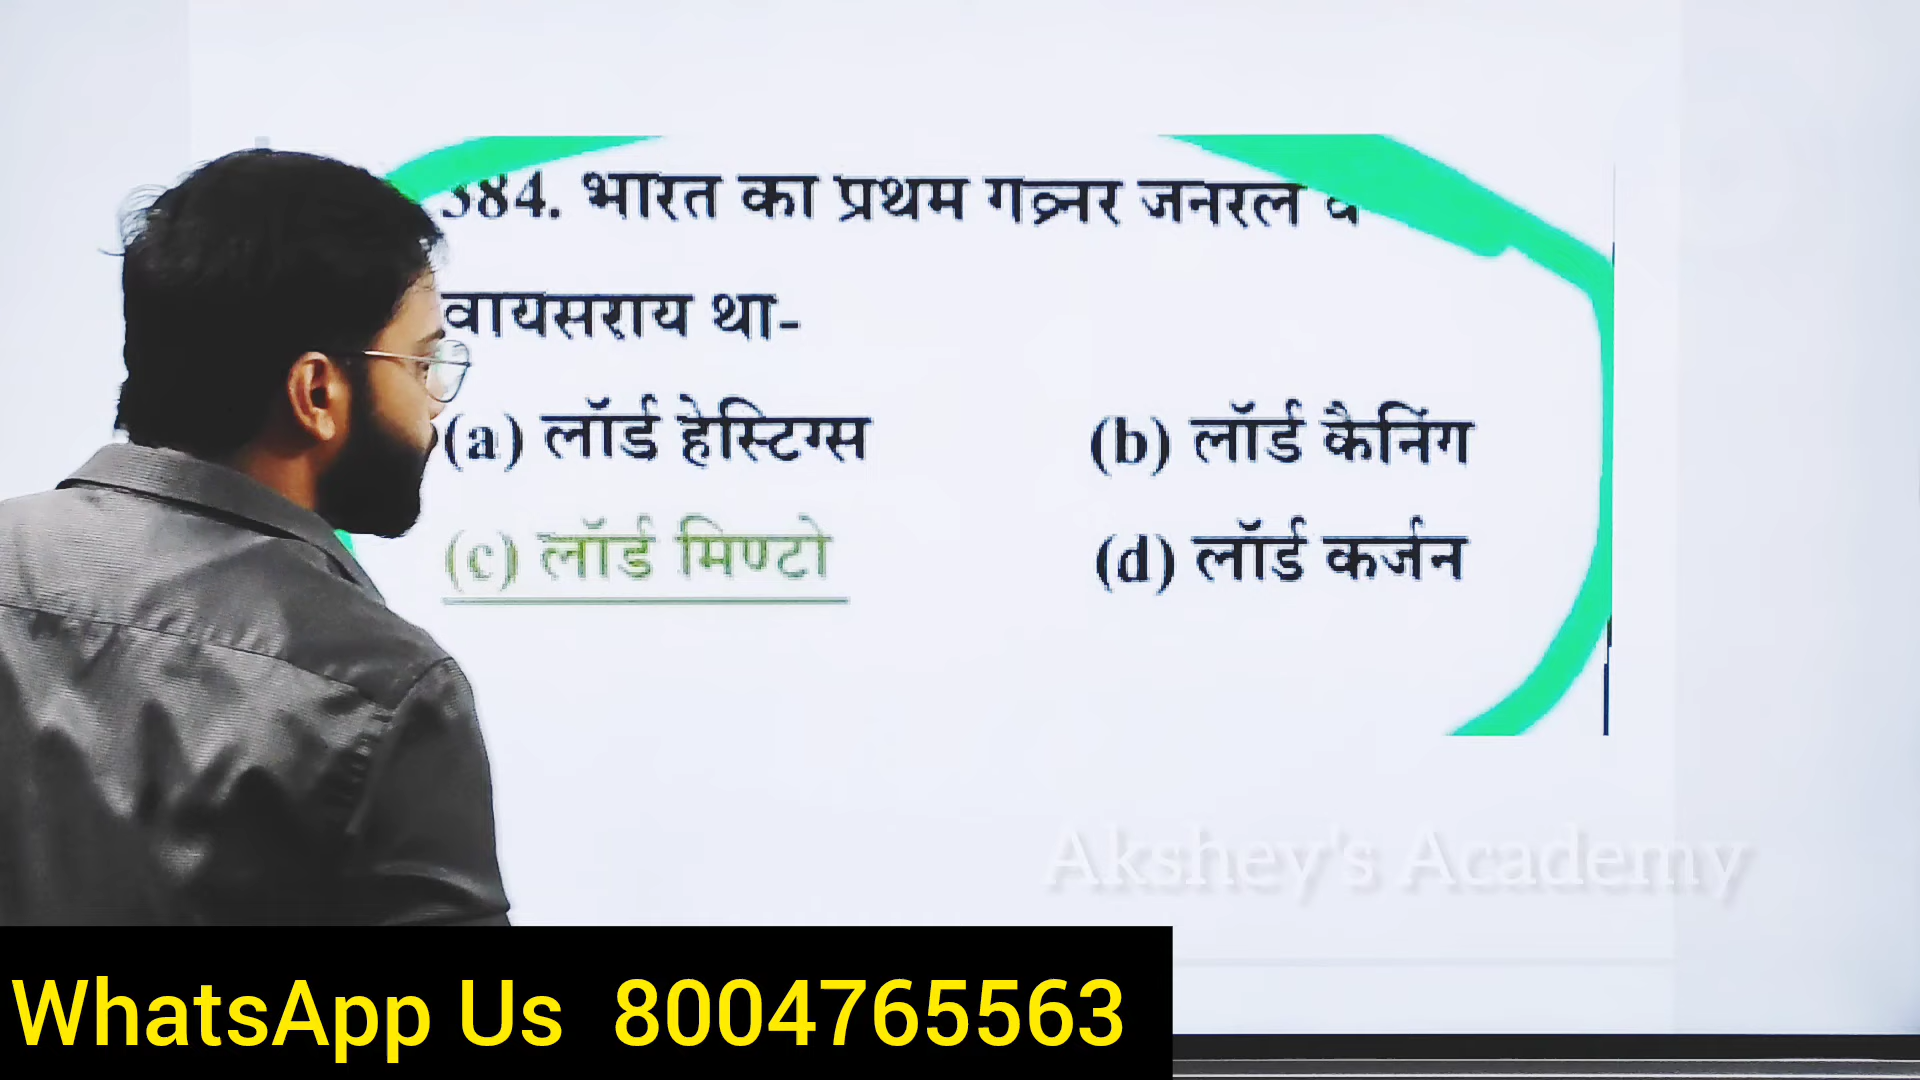 384. भारत का प्रथम गव्र्नर जनरल व
वायसराय था-
(a) लॉर्ड हेस्टिग्स (b) लॉर्ड कैनिंग
(c) लॉर्ड मिण्टो (d) लॉर्ड कर्जन
Akshey's Academy
WhatsApp Us 8004765563